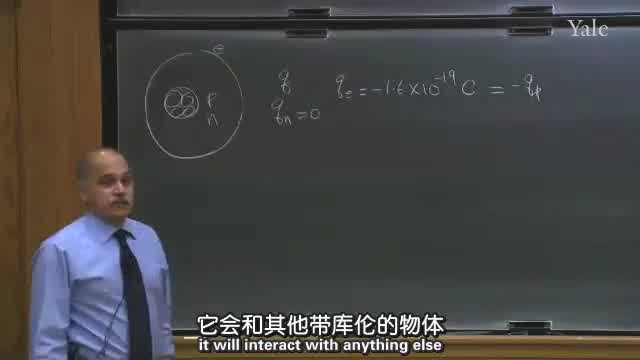 Yale
e
P
n
q
q_n = 0
q_e = -1.6 × 10^-19 C = -q_p
它会和其他带库伦的物体
it will interact with anything else